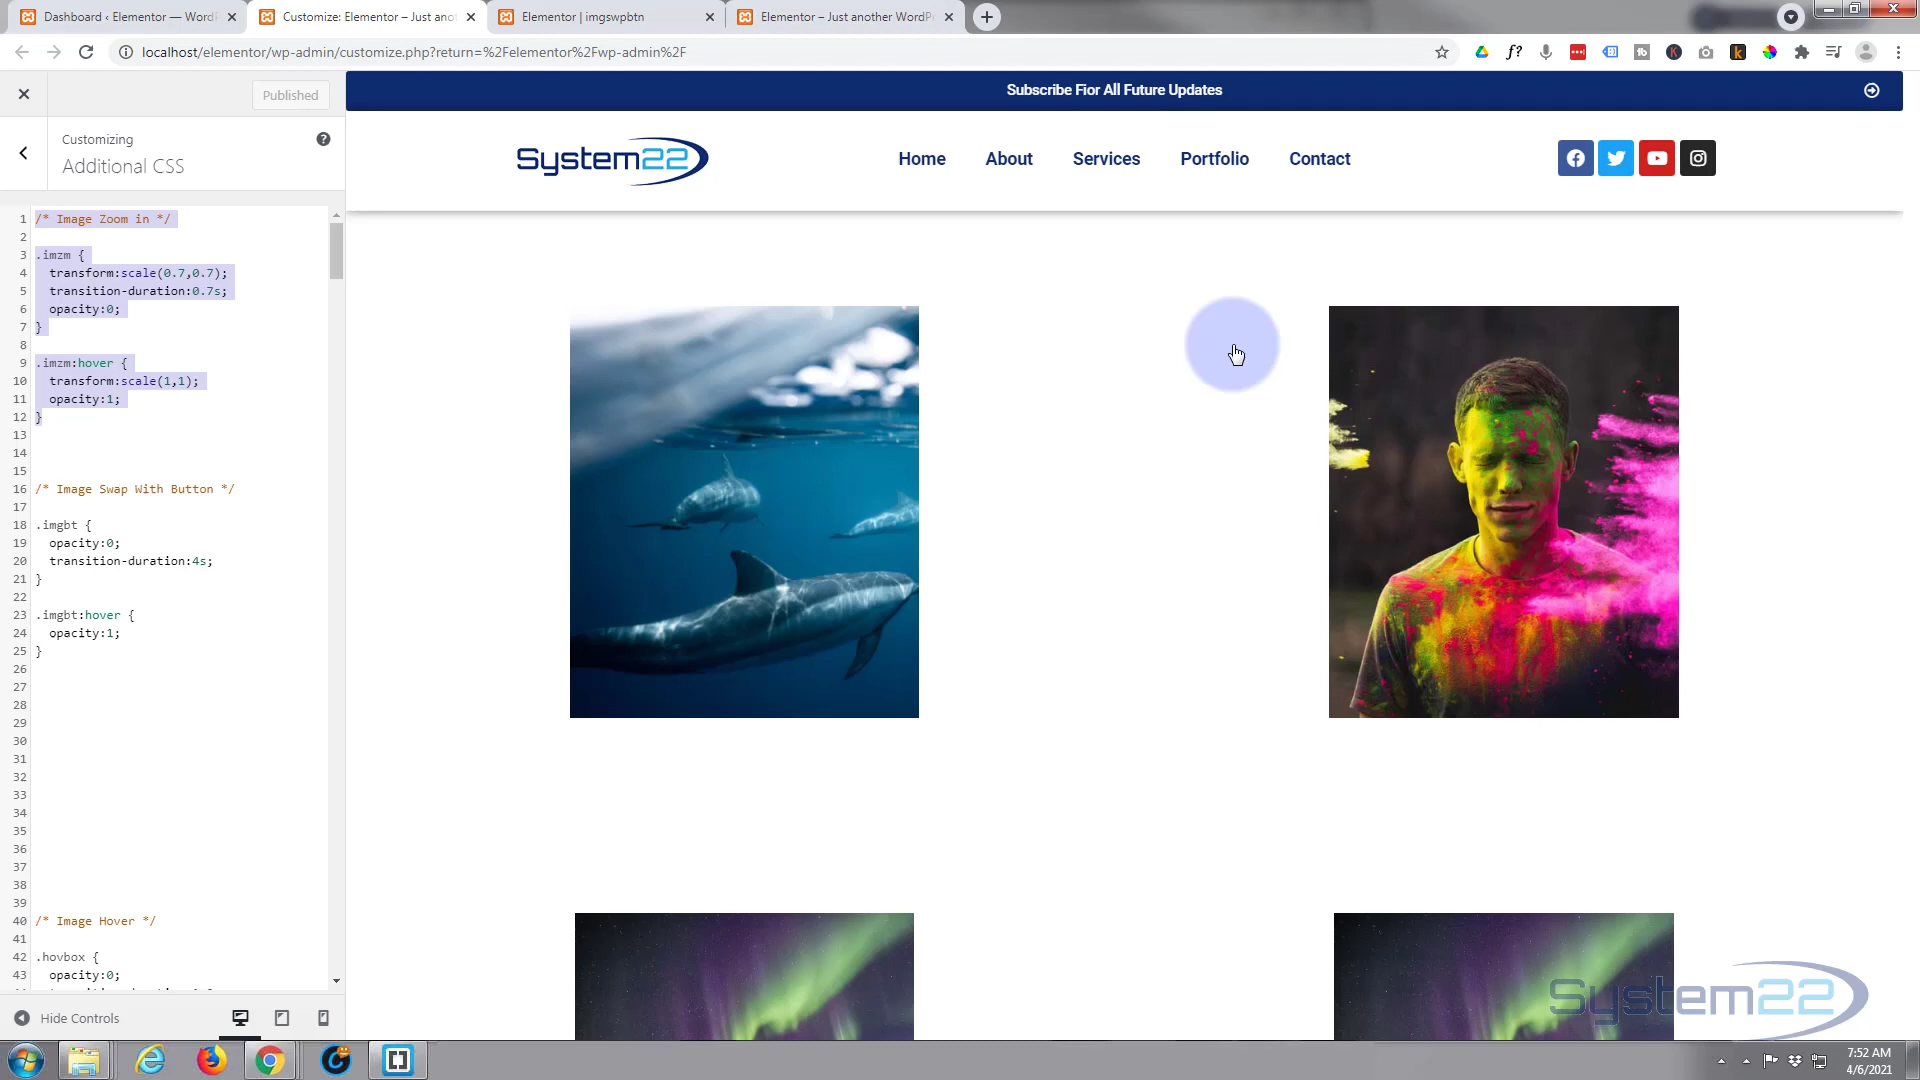 Dashboard ‹ Elementor — WordP
Customize: Elementor – Just anot
Elementor | imgswpbtn
Elementor – Just another WordPr
localhost/elementor/wp-admin/customize.php?return=%2Felementor%2Fwp-admin%2F
Published
Customizing
Additional CSS
Subscribe Fior All Future Updates
System22
Home About Services Portfolio Contact
1 /* Image Zoom in */
2
3 .imzm {
4 transform:scale(0.7,0.7);
5 transition-duration:0.7s;
6 opacity:0;
7 }
8
9 .imzm:hover {
10 transform:scale(1,1);
11 opacity:1;
12 }
13
14
15
16 /* Image Swap With Button */
17
18 .imgbt {
19 opacity:0;
20 transition-duration:4s;
21 }
22
23 .imgbt:hover {
24 opacity:1;
25 }
26
27
28
29
30
31
32
33
34
35
36
37
38
39
40 /* Image Hover */
41
42 .hovbox {
43 opacity:0;
Hide Controls
System22
7:52 AM
4/6/2021